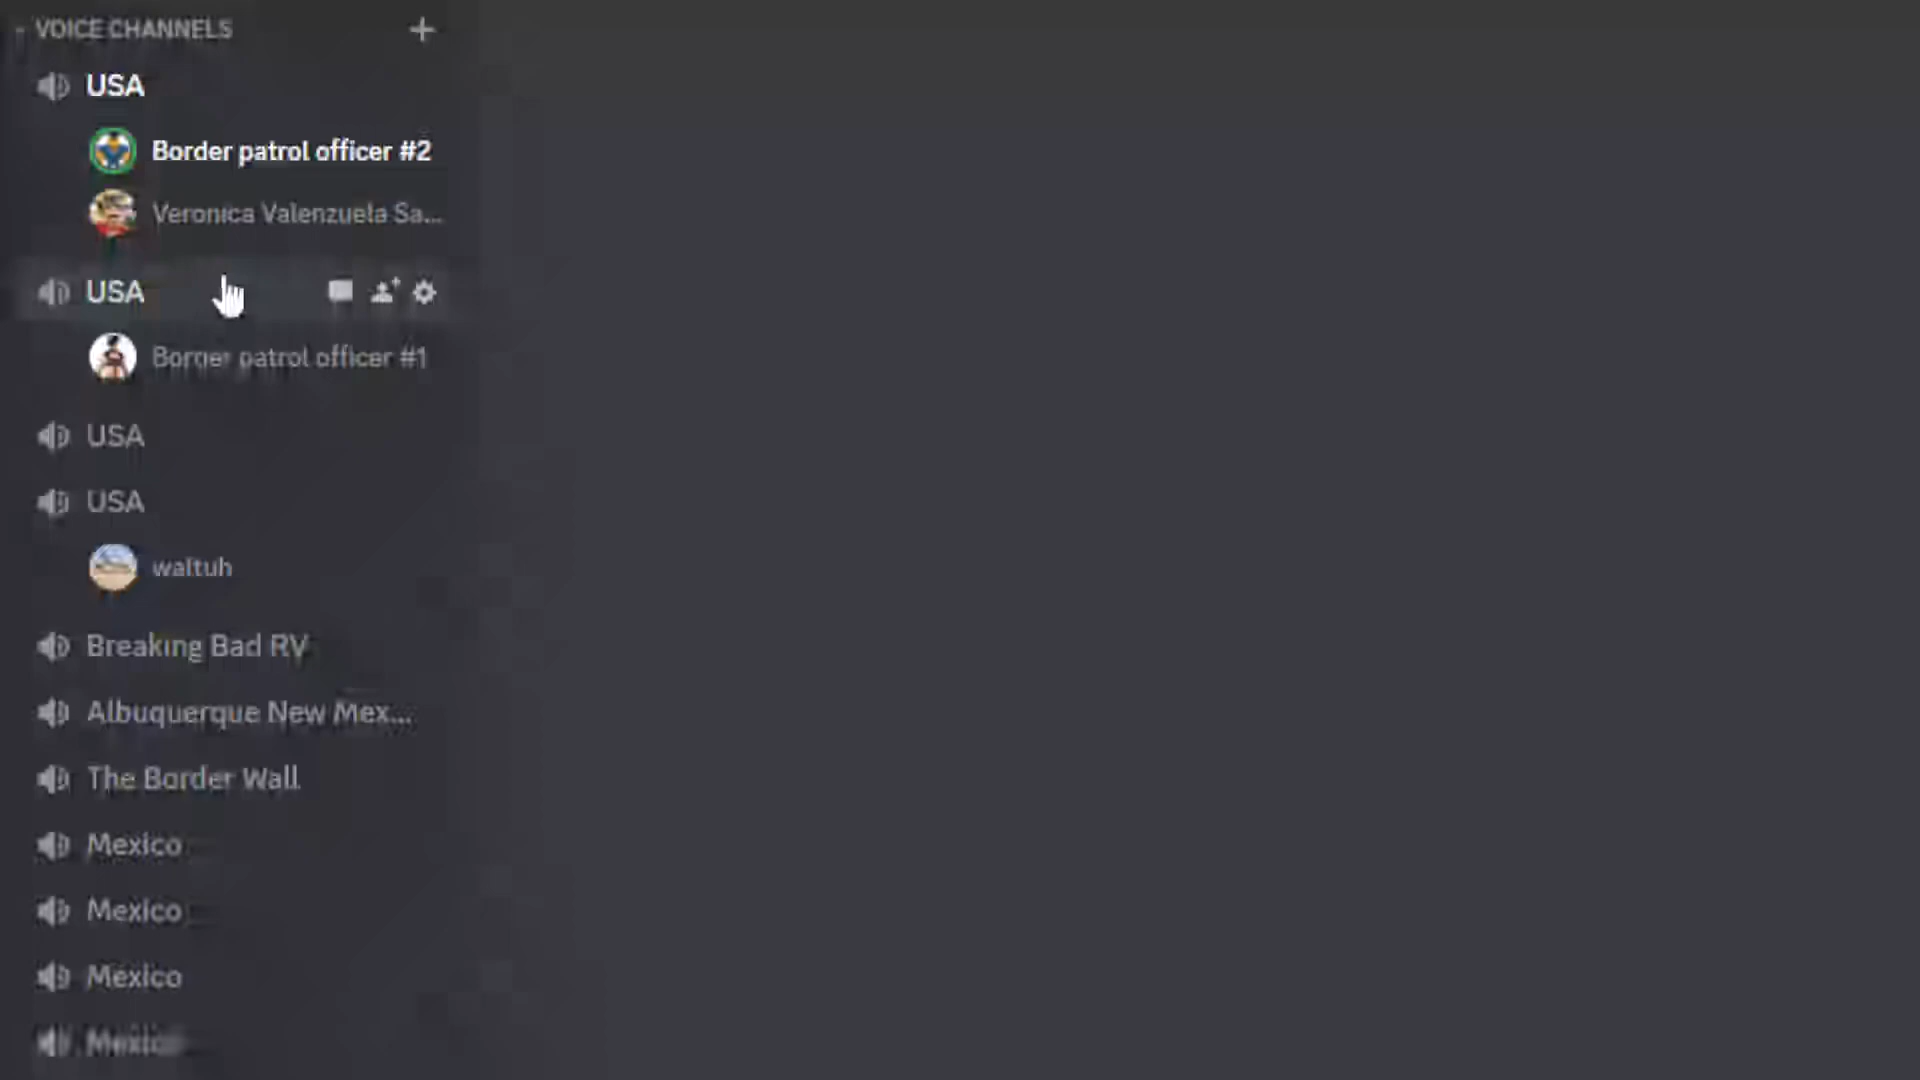 VOICE CHANNELS
USA
Border patrol officer #2
Veronica Valenzuela Sa...
USA
Border patrol officer #1
USA
USA
waltuh
Breaking Bad RV
Albuquerque New Mex...
The Border Wall
Mexico
Mexico
Mexico
Mexico